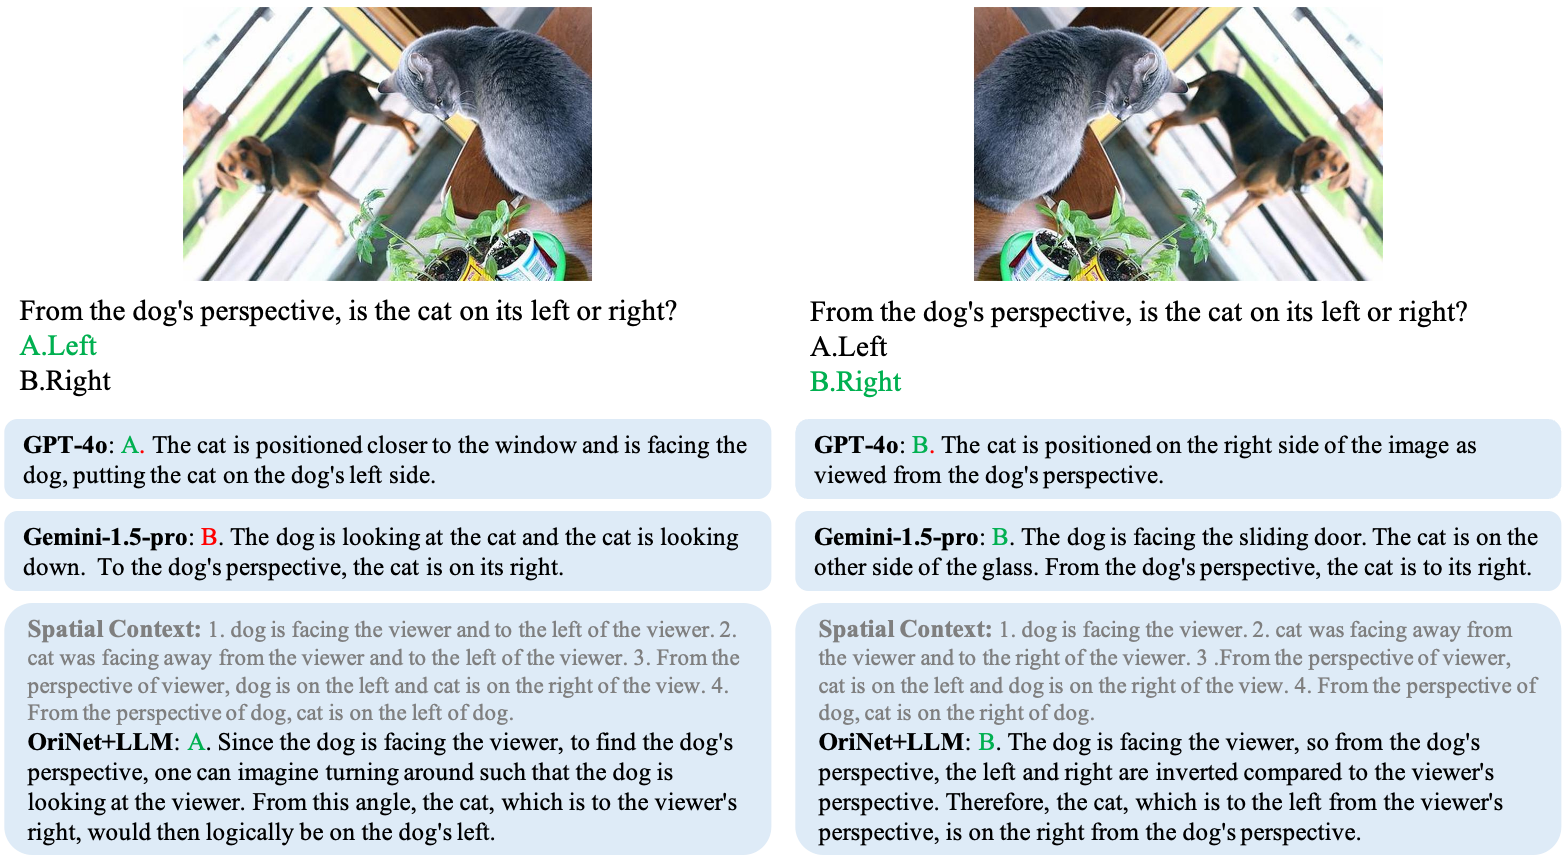 From the dog's perspective, is the cat on its left or right?
A.Left
B.Right
GPT-4o: A. The cat is positioned closer to the window and is facing the
dog, putting the cat on the dog's left side.
Gemini-1.5-pro: B. The dog is looking at the cat and the cat is looking
down.  To the dog's perspective, the cat is on its right.
Spatial Context: 1. dog is facing the viewer and to the left of the viewer. 2.
cat was facing away from the viewer and to the left of the viewer. 3. From the
perspective of viewer, dog is on the left and cat is on the right of the view. 4.
From the perspective of dog, cat is on the left of dog.
OriNet+LLM: A. Since the dog is facing the viewer, to find the dog's
perspective, one can imagine turning around such that the dog is
looking at the viewer. From this angle, the cat, which is to the viewer's
right, would then logically be on the dog's left.
From the dog's perspective, is the cat on its left or right?
A.Left
B.Right
GPT-4o: B. The cat is positioned on the right side of the image as
viewed from the dog's perspective.
Gemini-1.5-pro: B. The dog is facing the sliding door. The cat is on the
other side of the glass. From the dog's perspective, the cat is to its right.
Spatial Context: 1. dog is facing the viewer. 2. cat was facing away from
the viewer and to the right of the viewer. 3 .From the perspective of viewer,
cat is on the left and dog is on the right of the view. 4. From the perspective of
dog, cat is on the right of dog.
OriNet+LLM: B. The dog is facing the viewer, so from the dog's
perspective, the left and right are inverted compared to the viewer's
perspective. Therefore, the cat, which is to the left from the viewer's
perspective, is on the right from the dog's perspective.